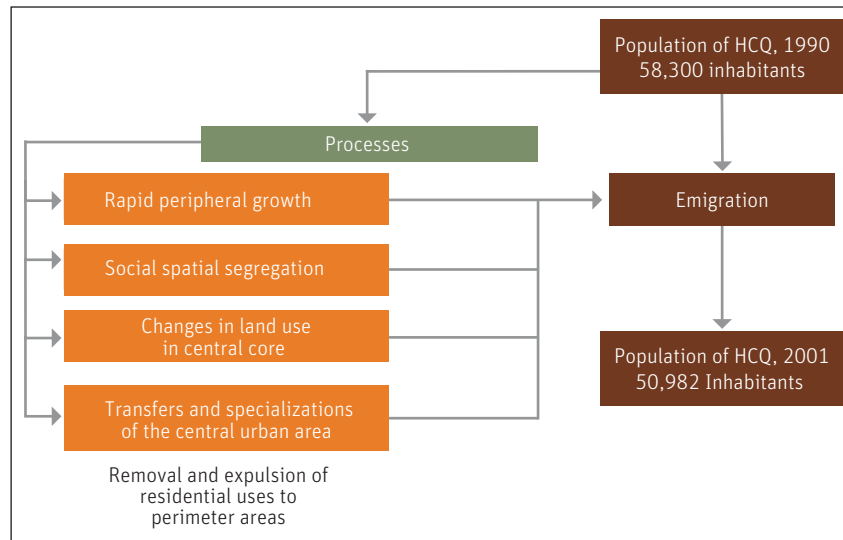 Population of HCQ, 1990
58,300 inhabitants
Processes
Rapid peripheral growth
Emigration
Social spatial segregation
Changes in land use
in central core
Population of HCQ, 2001
50,982 Inhabitants
Transfers and specializations
of the central urban area
Removal and expulsion of
residential uses to
perimeter areas